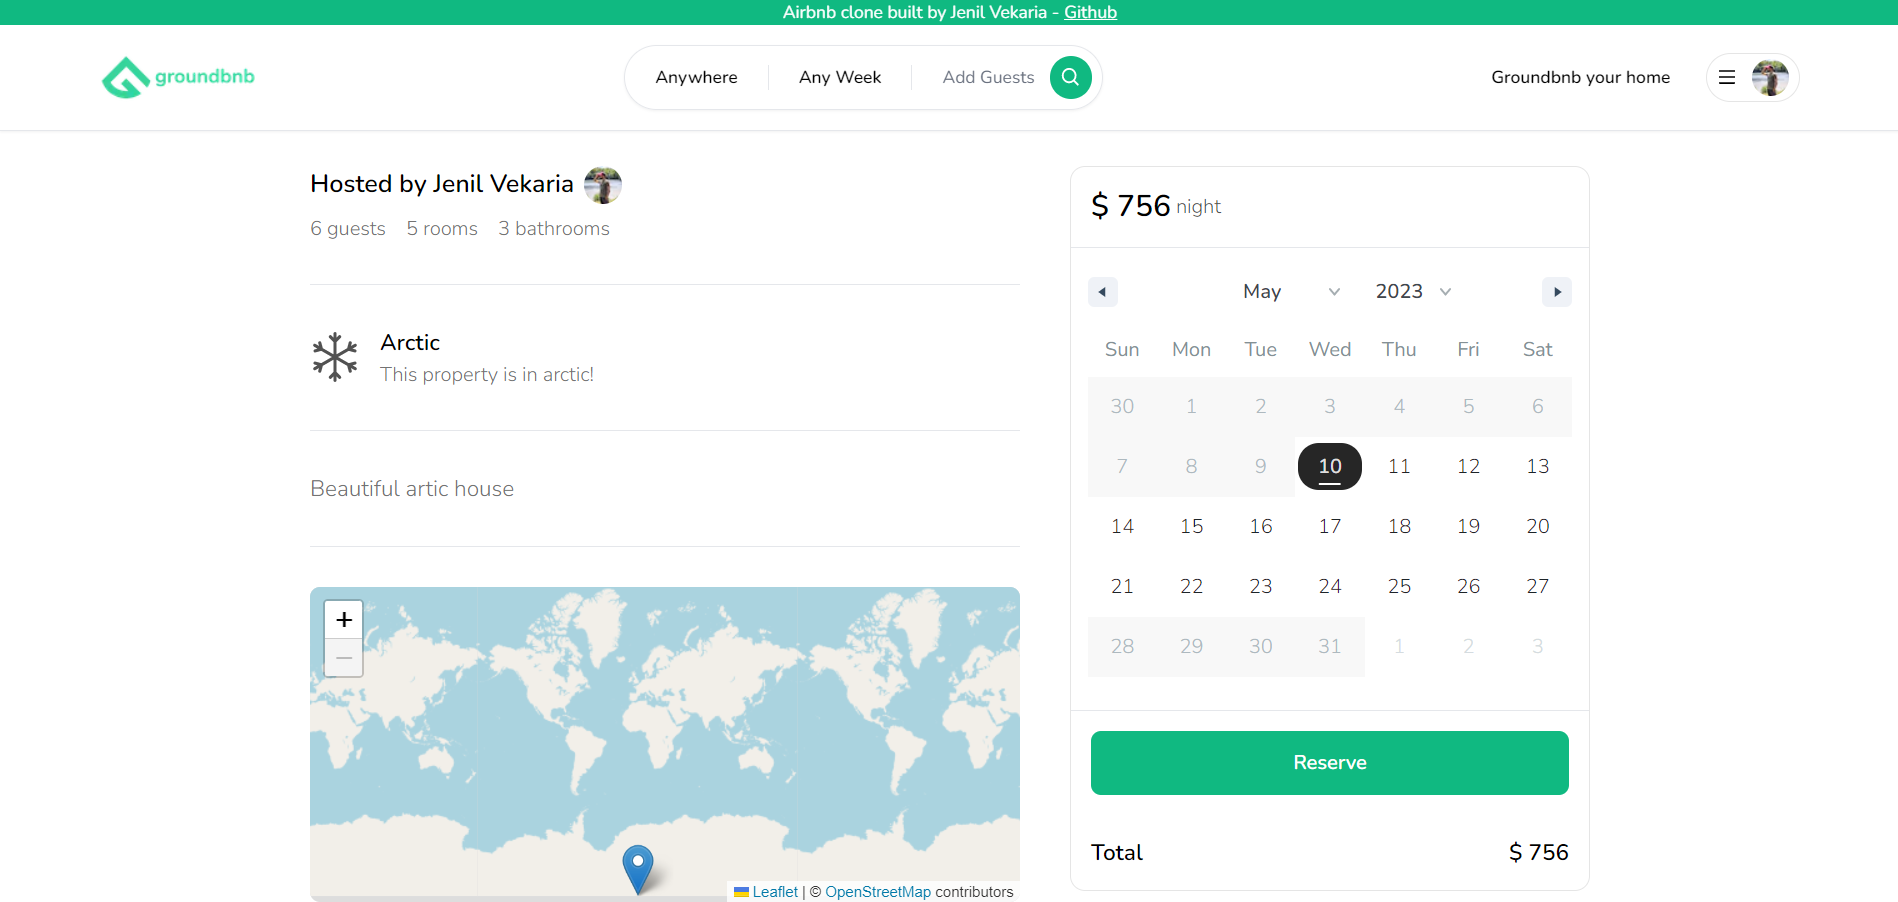 Airbnb clone built by Jenil Vekaria - Github
groundbnb
Anywhere
Any Week
Add Guests
Groundbnb your home
Hosted by Jenil Vekaria
6 guests 5 rooms 3 bathrooms
Arctic
This property is in arctic!
Beautiful artic house
+
−
Leaflet | © OpenStreetMap contributors
$ 756 night
May 2023
Sun Mon Tue Wed Thu Fri Sat
30 1 2 3 4 5 6
7 8 9 10 11 12 13
14 15 16 17 18 19 20
21 22 23 24 25 26 27
28 29 30 31 1 2 3
Reserve
Total $ 756